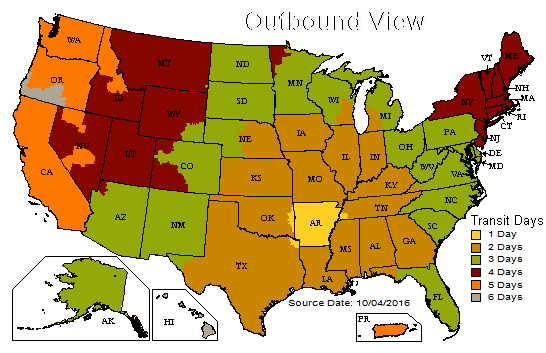 Outbound View
WA
MT
ND
MN
VT
ME
OR
ID
SD
WI
MI
NY
NH
MA
RI
CT
WY
NE
IA
PA
NJ
NV
UT
CO
IL
IN
OH
DE
MD
CA
KS
MO
WV
VA
KY
NC
AZ
NM
OK
AR
TN
SC
TX
LA
MS
AL
GA
FL
AK
HI
PR
Transit Days
1 Day
2 Days
3 Days
4 Days
5 Days
6 Days
Source Date: 10/04/2016